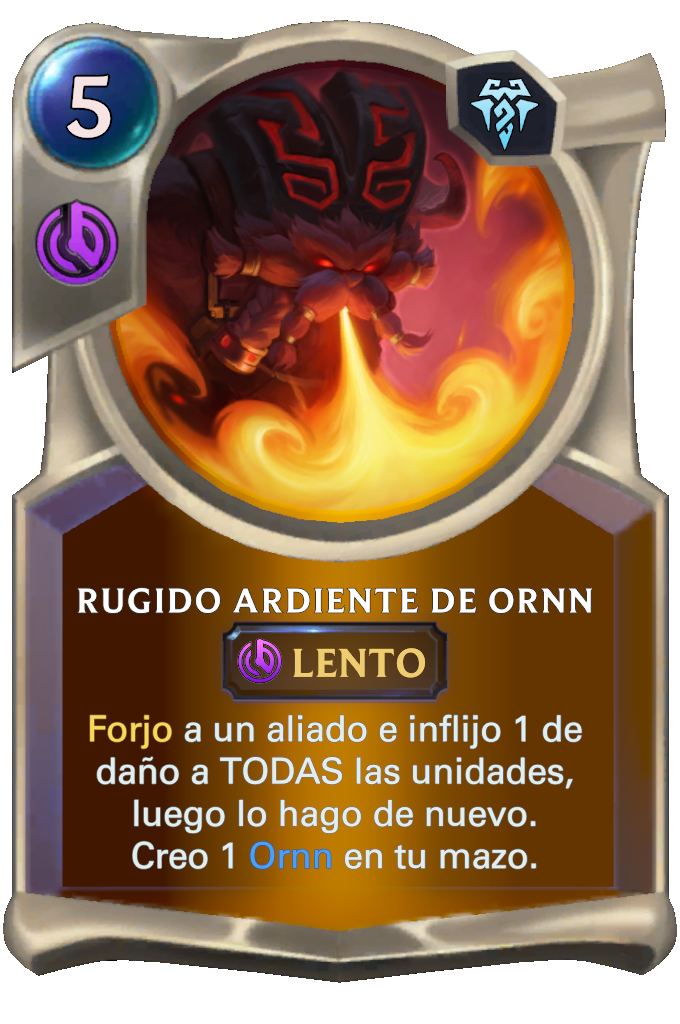 5
RUGIDO ARDIENTE DE ORNN
LENTO
Forjo a un aliado e inflijo 1 de
daño a TODAS las unidades,
luego lo hago de nuevo.
Creo 1 Ornn en tu mazo.